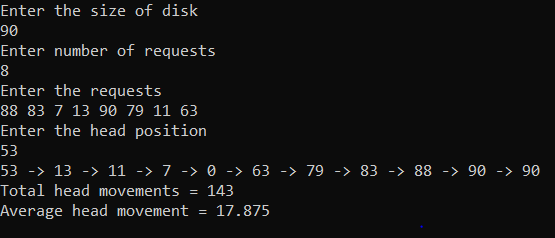 Enter the size of disk
90
Enter number of requests
8
Enter the requests
88 83 7 13 90 79 11 63
Enter the head position
53
53 -> 13 -> 11 -> 7 -> 0 -> 63 -> 79 -> 83 -> 88 -> 90 -> 90
Total head movements = 143
Average head movement = 17.875